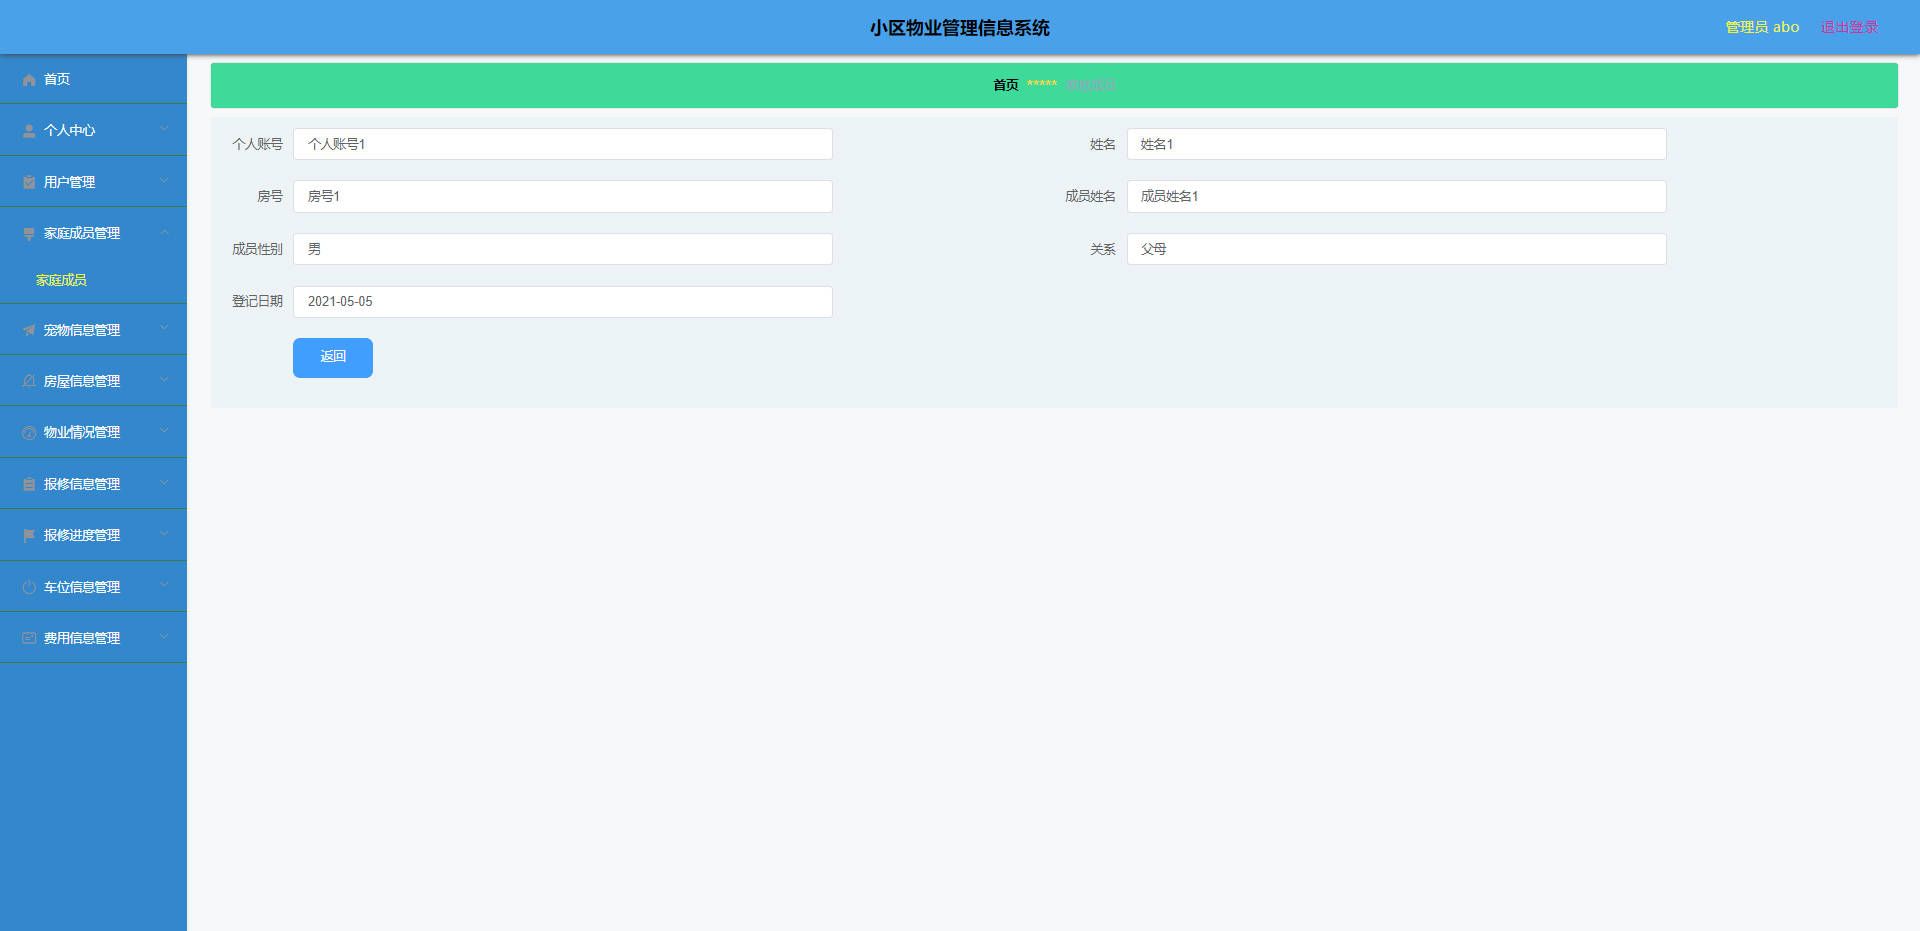 小区物业管理信息系统
管理员 abo 退出登录
首页
个人中心
用户管理
家庭成员管理
家庭成员
宠物信息管理
房屋信息管理
物业情况管理
报修信息管理
报修进度管理
车位信息管理
费用信息管理
首页 ***** 家庭成员
个人账号 个人账号1 姓名 姓名1
房号 房号1 成员姓名 成员姓名1
成员性别 男 关系 父母
登记日期 2021-05-05
返回